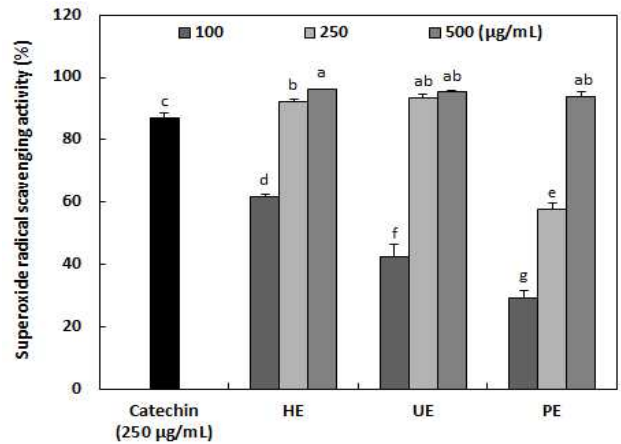 120
100
80
60
40
20
0
Superoxide radical scavenging activity (%)
100 250 500 (μg/mL)
c
d
b
a
f
ab
ab
g
e
ab
Catechin
(250 μg/mL)
HE
UE
PE